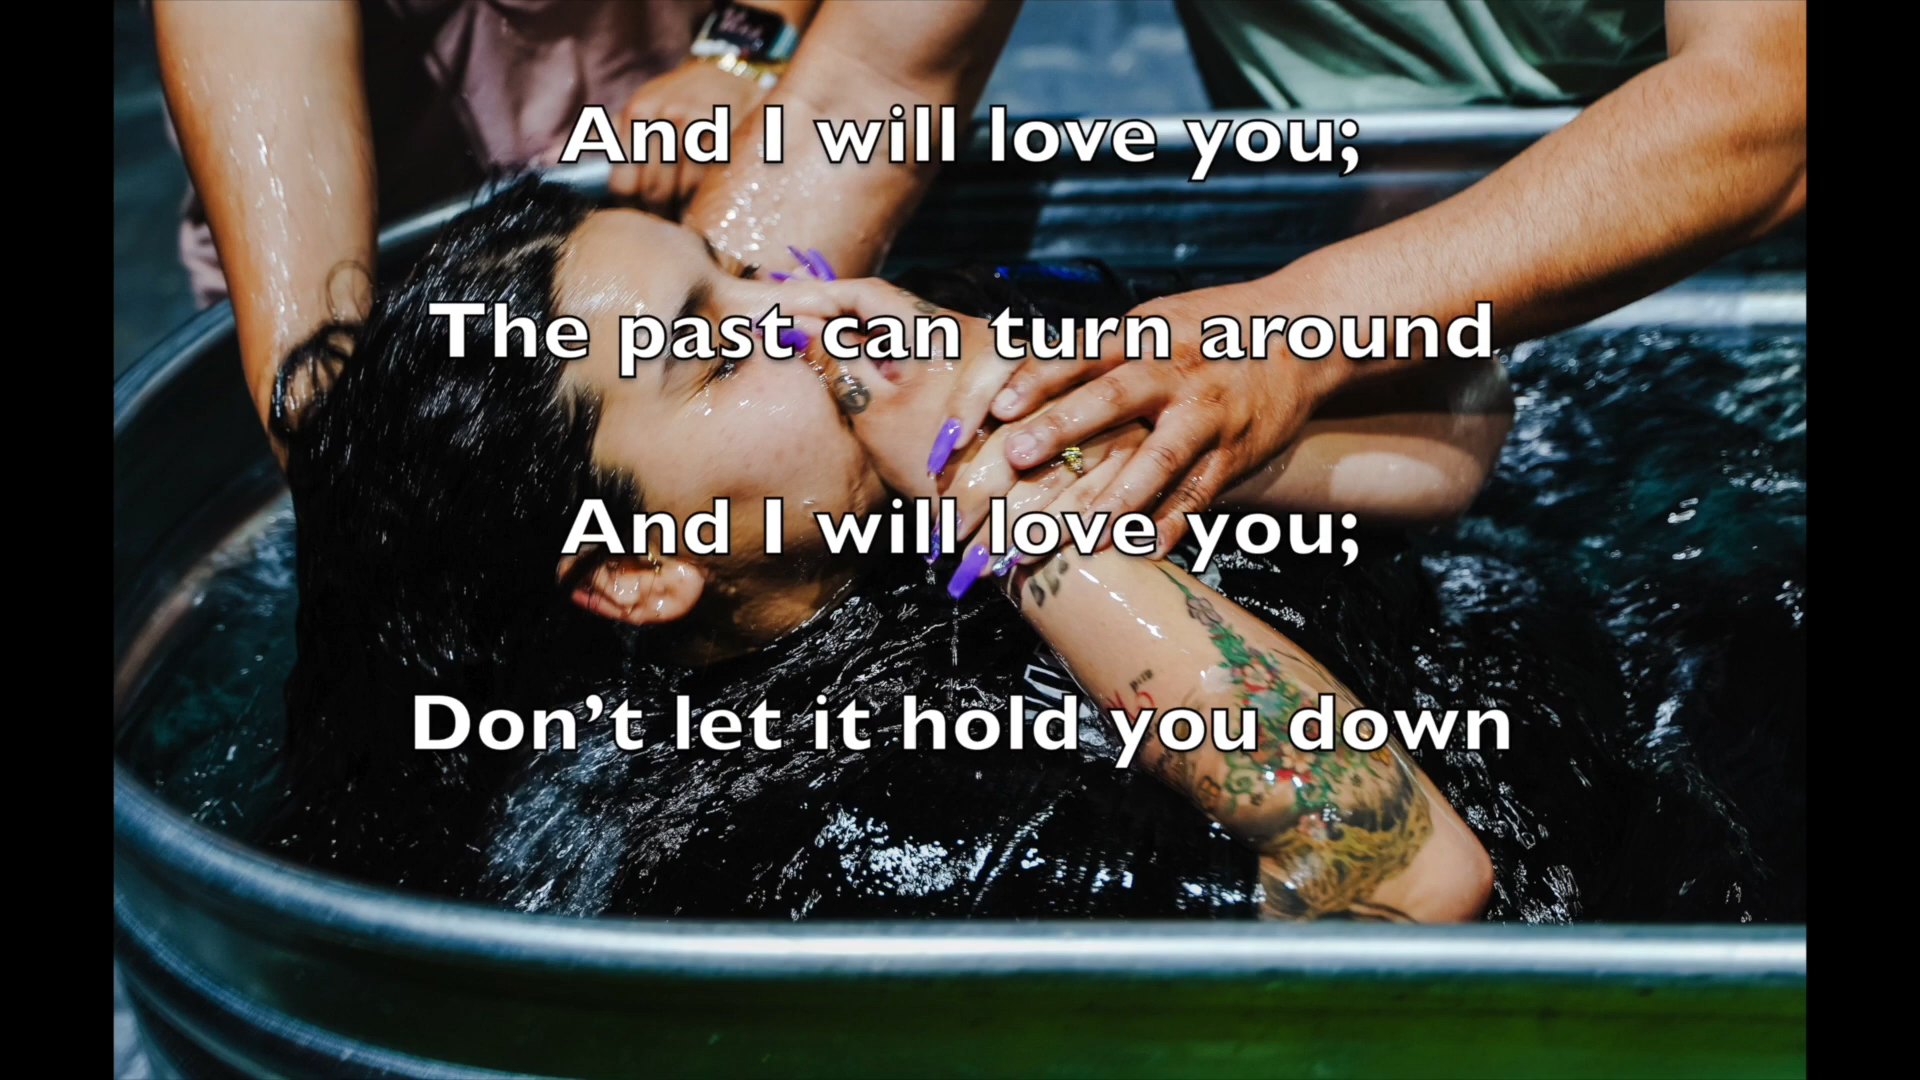 And I will love you;
The past can turn around
And I will love you;
Don’t let it hold you down